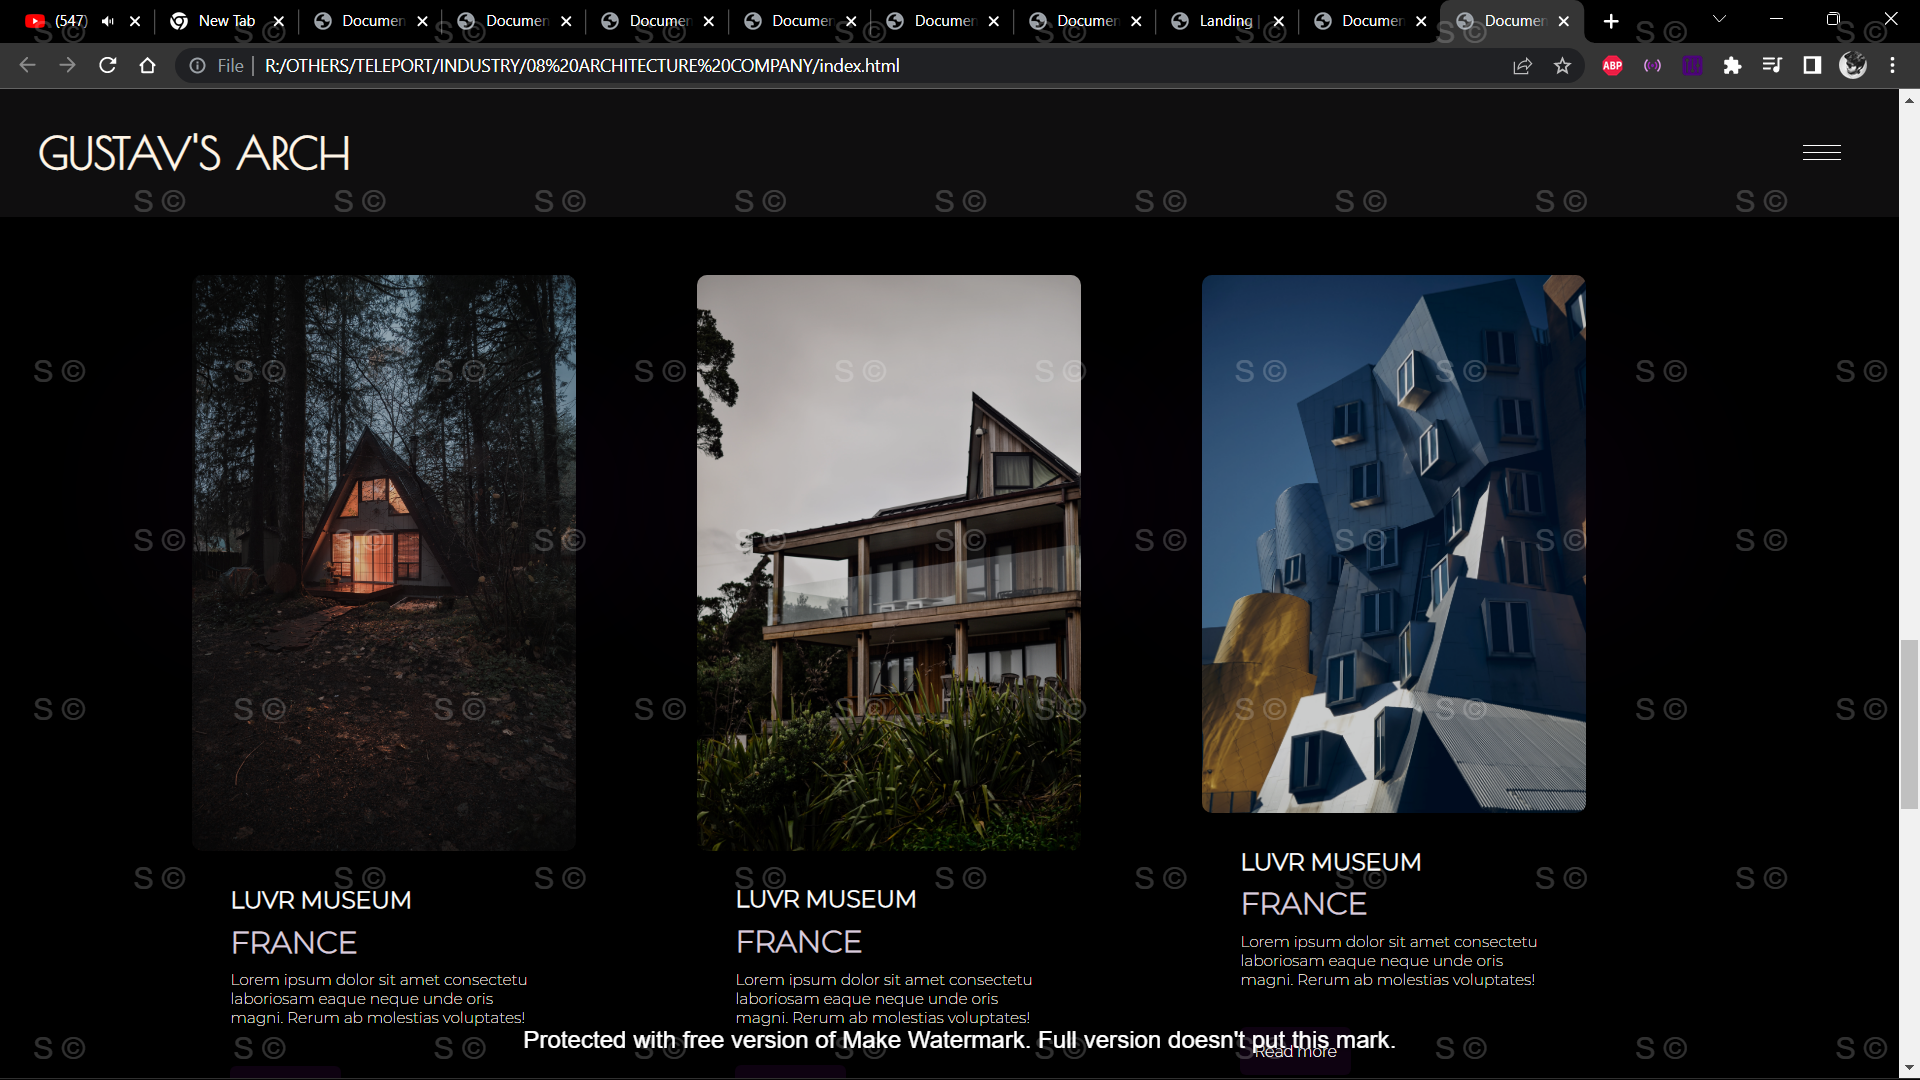 (547)
New Tab
Documen
Documen
Documen
Documen
Documen
Documen
Landing |
Documen
Documen
File | R:/OTHERS/TELEPORT/INDUSTRY/08%20ARCHITECTURE%20COMPANY/index.html
ABP
GUSTAV'S ARCH
S ©
LUVR MUSEUM
FRANCE
Lorem ipsum dolor sit amet consectetu
laboriosam eaque neque unde oris
magni. Rerum ab molestias voluptates!
LUVR MUSEUM
FRANCE
Lorem ipsum dolor sit amet consectetu
laboriosam eaque neque unde oris
magni. Rerum ab molestias voluptates!
LUVR MUSEUM
FRANCE
Lorem ipsum dolor sit amet consectetu
laboriosam eaque neque unde oris
magni. Rerum ab molestias voluptates!
Read more
Protected with free version of Make Watermark. Full version doesn't put this mark.